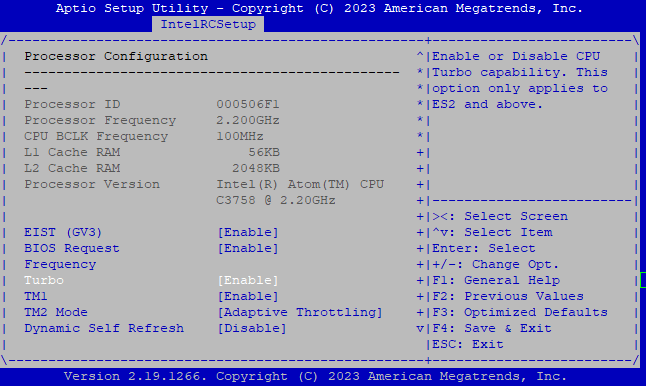 Aptio Setup Utility - Copyright (C) 2023 American Megatrends, Inc.
IntelRCSetup
/----------------------------------------------------+-------------------------\
| Processor Configuration ^|Enable or Disable CPU |
| ----------------------------------------------- *|Turbo capability. This |
| --- *|option only applies to |
| Processor ID 000506F1 *|ES2 and above. |
| Processor Frequency 2.200GHz *| |
| CPU BCLK Frequency 100MHz *| |
| L1 Cache RAM 56KB +| |
| L2 Cache RAM 2048KB +| |
| Processor Version Intel(R) Atom(TM) CPU +| |
| C3758 @ 2.20GHz +|-------------------------|
| +|><: Select Screen |
| EIST (GV3) [Enable] +|^v: Select Item |
| BIOS Request [Enable] +|Enter: Select |
| Frequency +|+/-: Change Opt. |
| Turbo [Enable] +|F1: General Help |
| TM1 [Enable] +|F2: Previous Values |
| TM2 Mode [Adaptive Throttling] +|F3: Optimized Defaults |
| Dynamic Self Refresh [Disable] v|F4: Save & Exit |
| |ESC: Exit |
\----------------------------------------------------+-------------------------/
Version 2.19.1266. Copyright (C) 2023 American Megatrends, Inc.